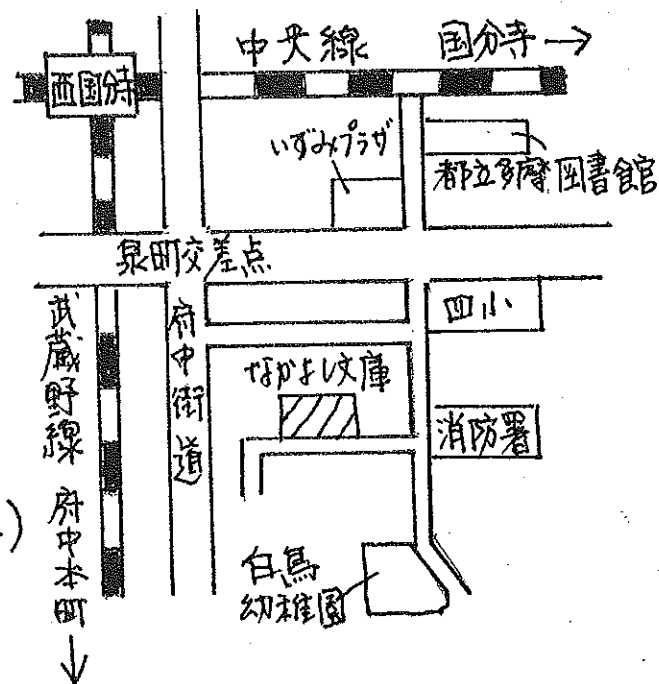 中央線 国分寺→
西国分寺
いずみプラザ
都立多摩図書館
泉町交差点
四小
武蔵野線 府中本町
↓
府中街道
なかよし文庫
消防署
白鳥
幼稚園
)